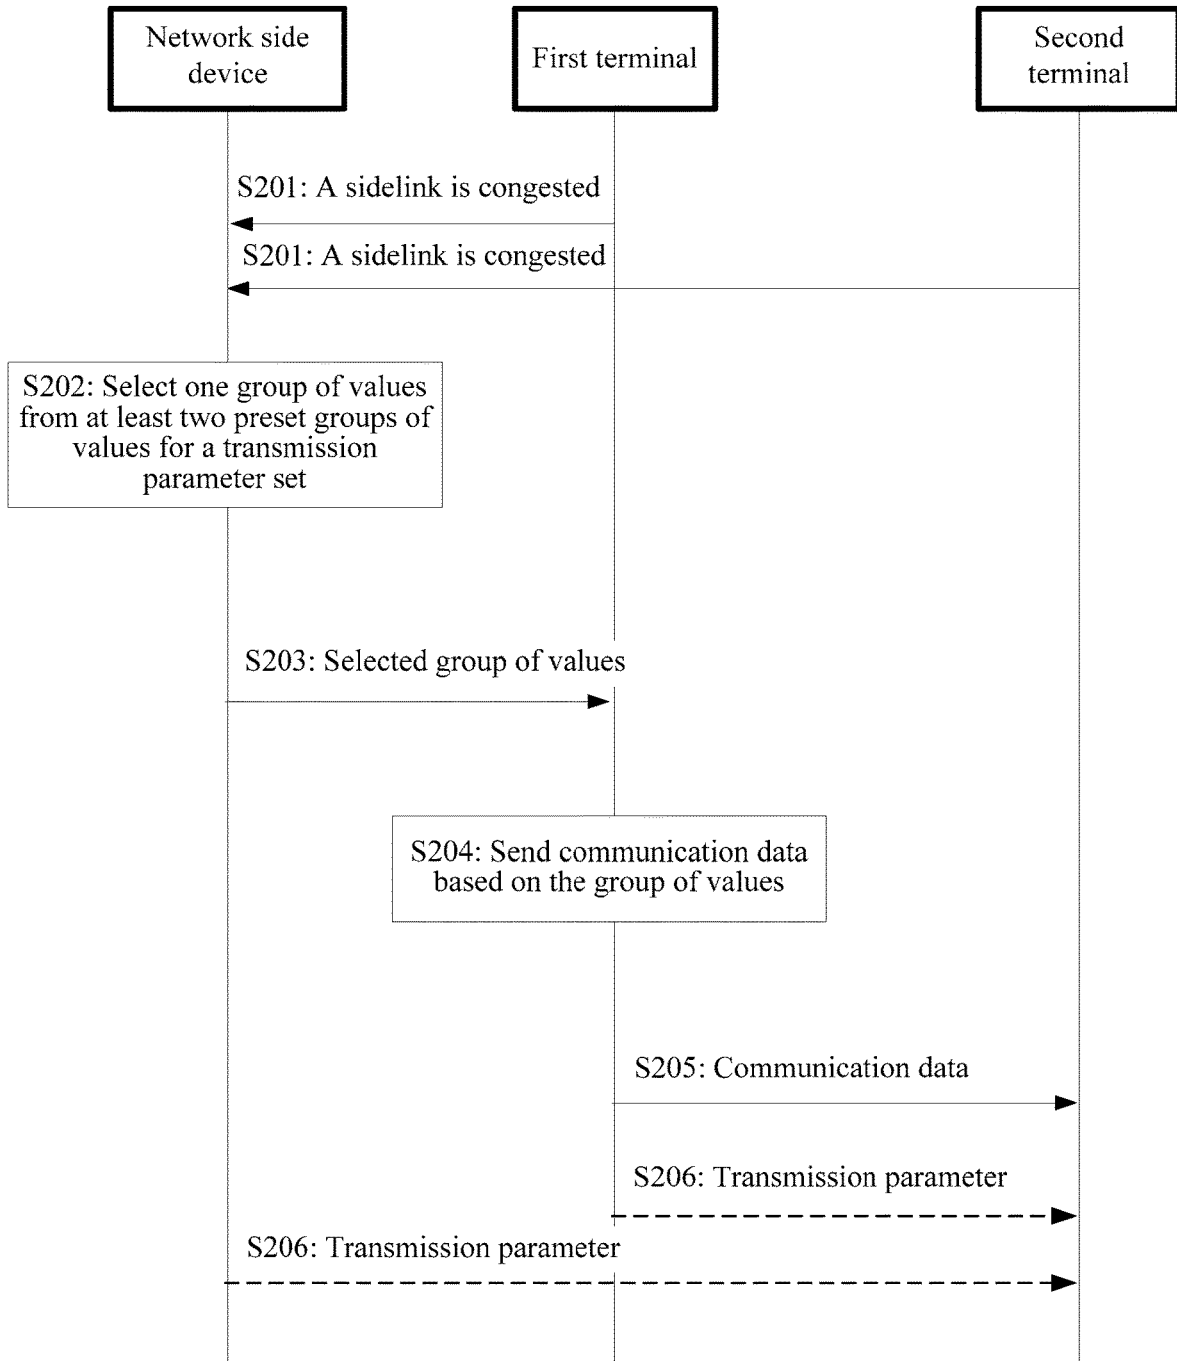 Network side
device
First terminal
Second
terminal
S201: A sidelink is congested
S201: A sidelink is congested
S202: Select one group of values
from at least two preset groups of
values for a transmission
parameter set
S203: Selected group of values
S204: Send communication data
based on the group of values
S205: Communication data
S206: Transmission parameter
S206: Transmission parameter